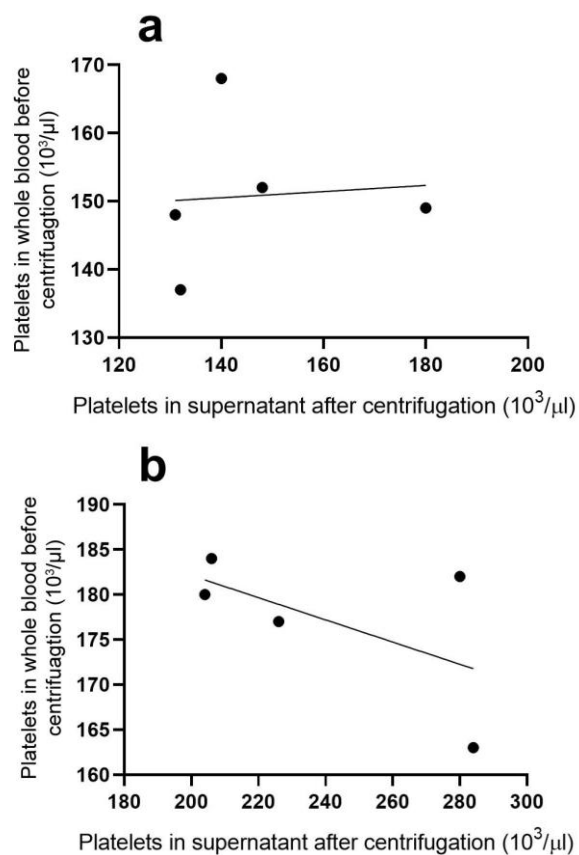 a
Platelets in whole blood before
centrifuagtion (10³/µl)
170
160
150
140
130
120 140 160 180 200
Platelets in supernatant after centrifugation (10³/µl)
b
Platelets in whole blood before
centrifuagtion (10³/µl)
190
185
180
175
170
165
160
180 200 220 240 260 280 300
Platelets in supernatant after centrifugation (10³/µl)